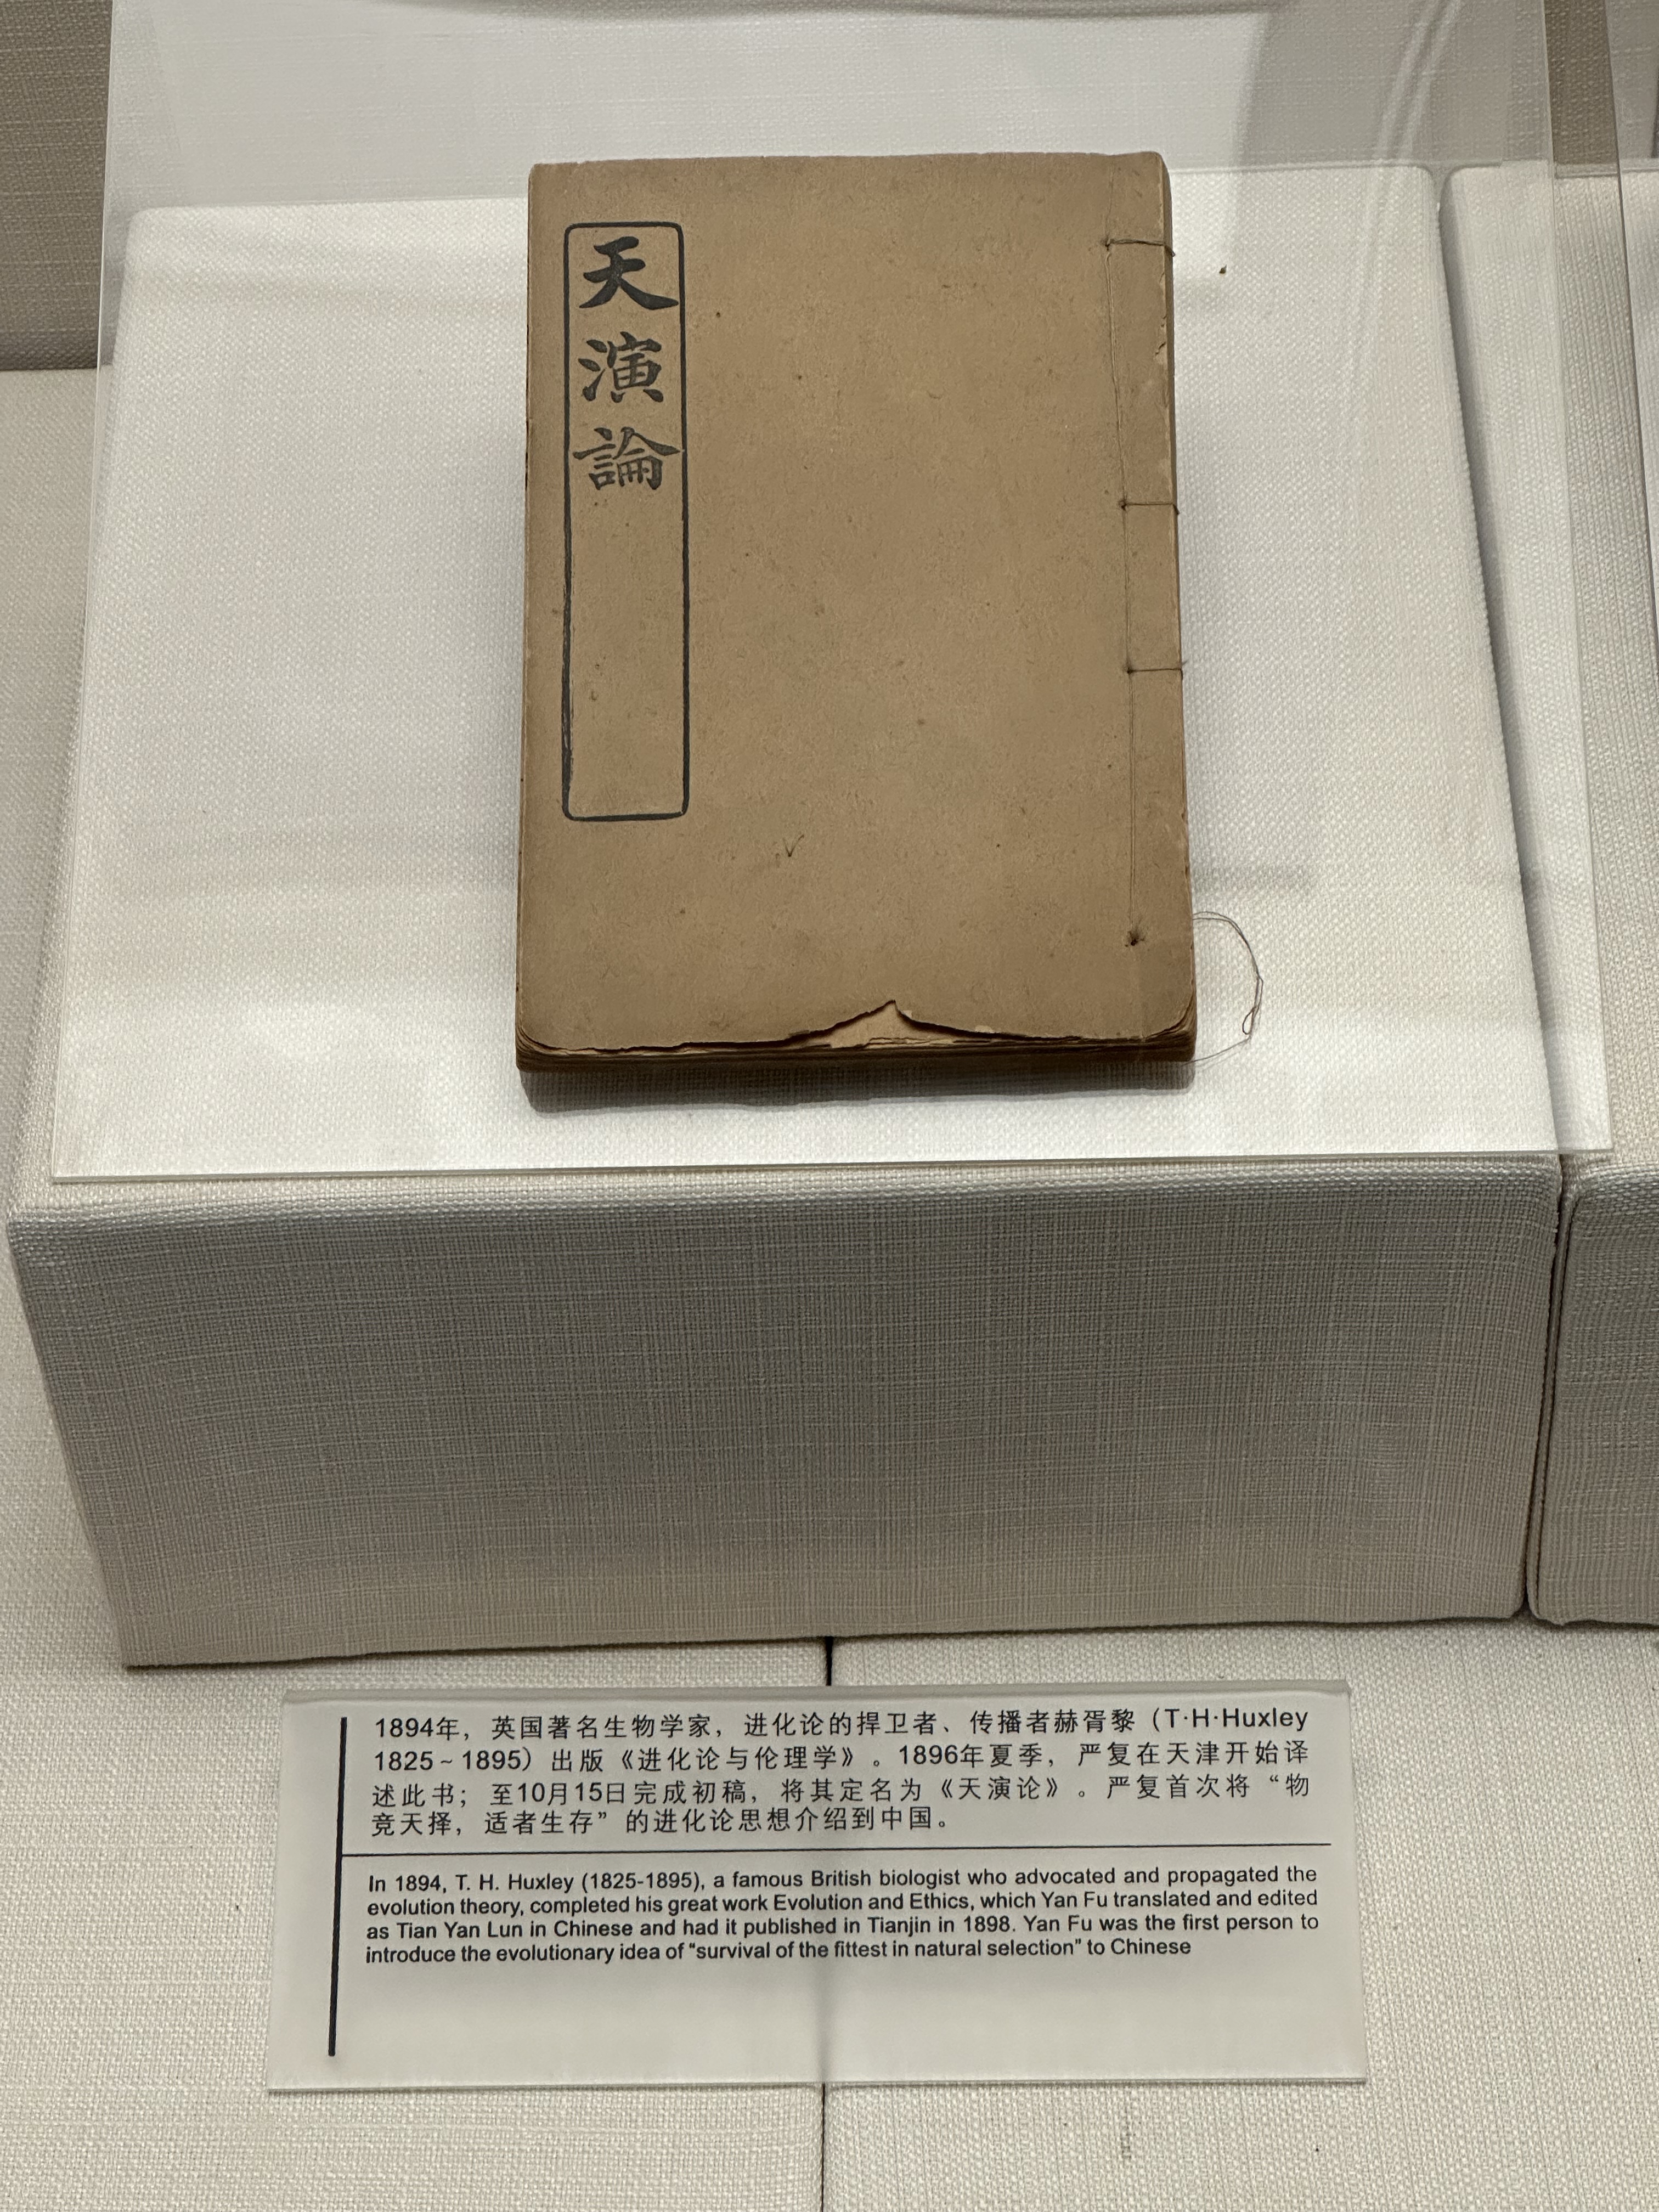 天演論
1894年，英国著名生物学家，进化论的捍卫者、传播者赫胥黎（T·H·Huxley
1825~1895）出版《进化论与伦理学》。1896年夏季，严复在天津开始译
述此书；至10月15日完成初稿，将其定名为《天演论》。严复首次将“物
竞天择，适者生存”的进化论思想介绍到中国。
In 1894, T. H. Huxley (1825-1895), a famous British biologist who advocated and propagated the
evolution theory, completed his great work Evolution and Ethics, which Yan Fu translated and edited
as Tian Yan Lun in Chinese and had it published in Tianjin in 1898. Yan Fu was the first person to
introduce the evolutionary idea of “survival of the fittest in natural selection” to Chinese